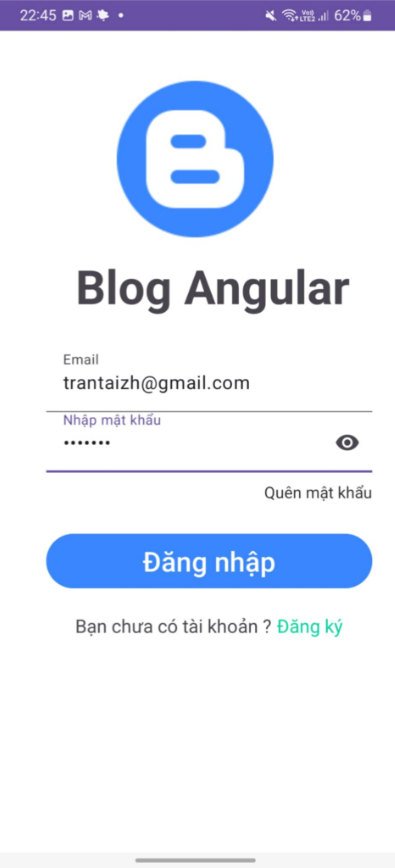 22:45 62%
Blog Angular
Email
trantaizh@gmail.com
Nhập mật khẩu
•••••••
Quên mật khẩu
Đăng nhập
Bạn chưa có tài khoản ? Đăng ký